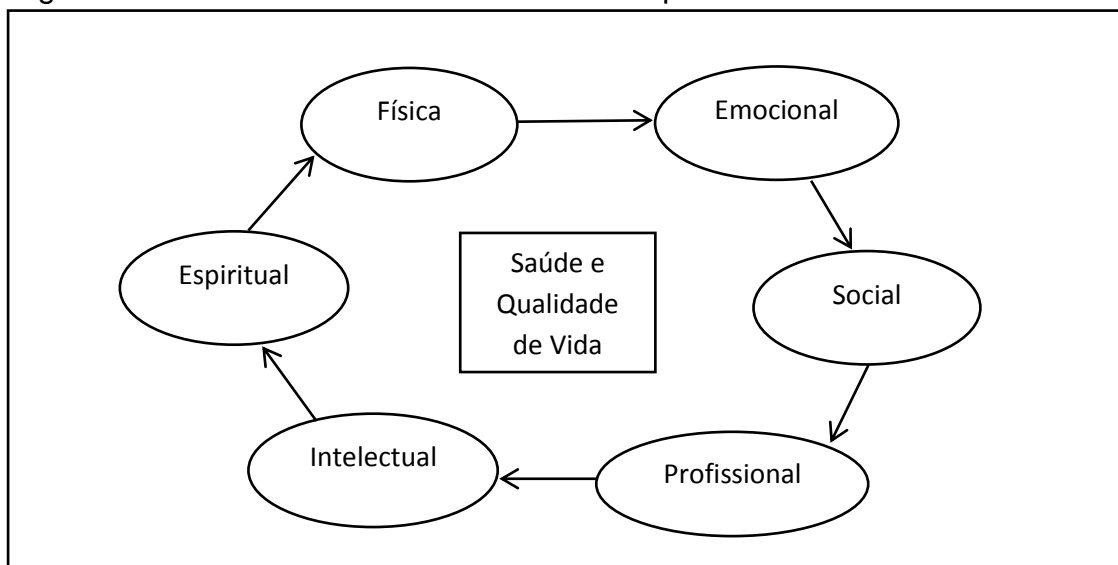 Física
Emocional
Espiritual
Saúde e
Qualidade
de Vida
Social
Intelectual
Profissional